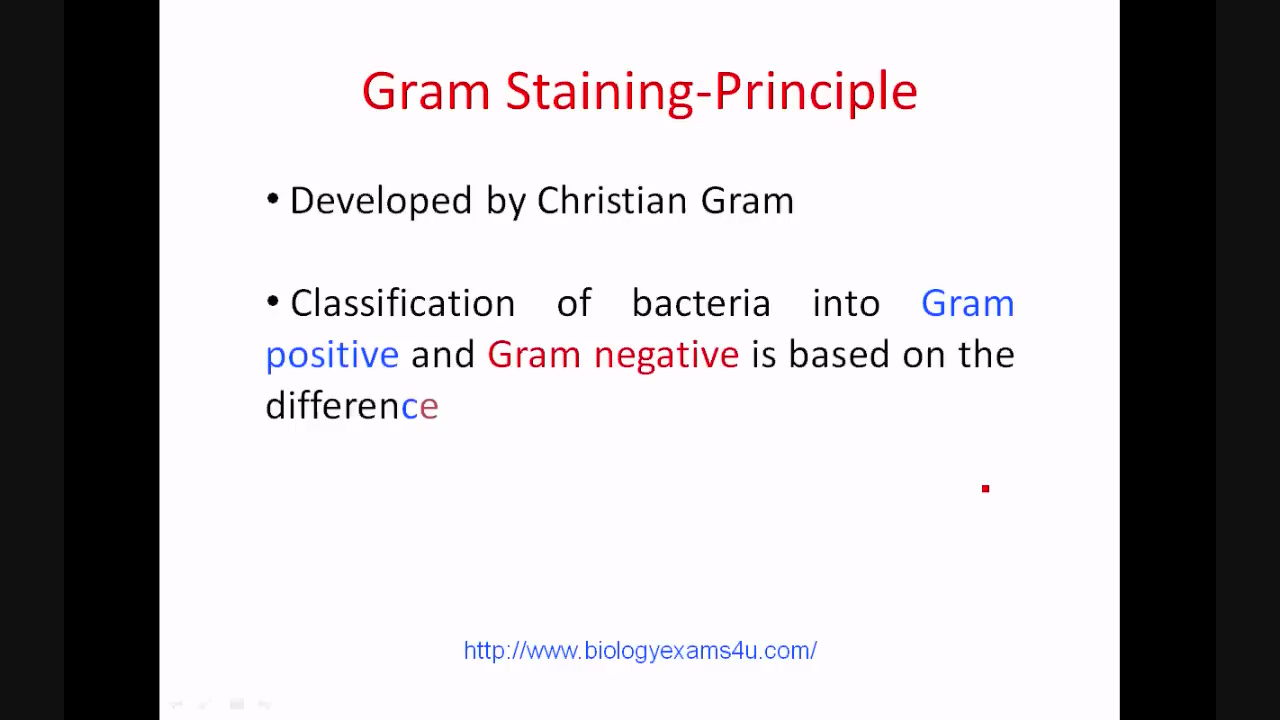 Gram Staining-Principle
• Developed by Christian Gram
• Classification of bacteria into Gram
positive and Gram negative is based on the
difference
http://www.biologyexams4u.com/